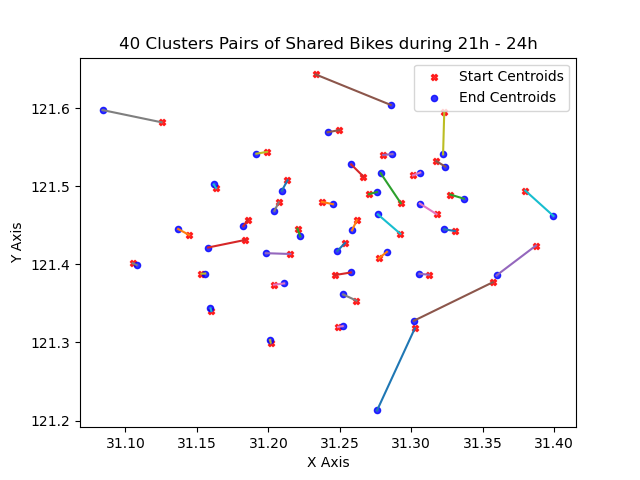 40 Clusters Pairs of Shared Bikes during 21h - 24h
Start Centroids
End Centroids
121.6
121.5
121.4
121.3
121.2
Y Axis
31.10 31.15 31.20 31.25 31.30 31.35 31.40
X Axis